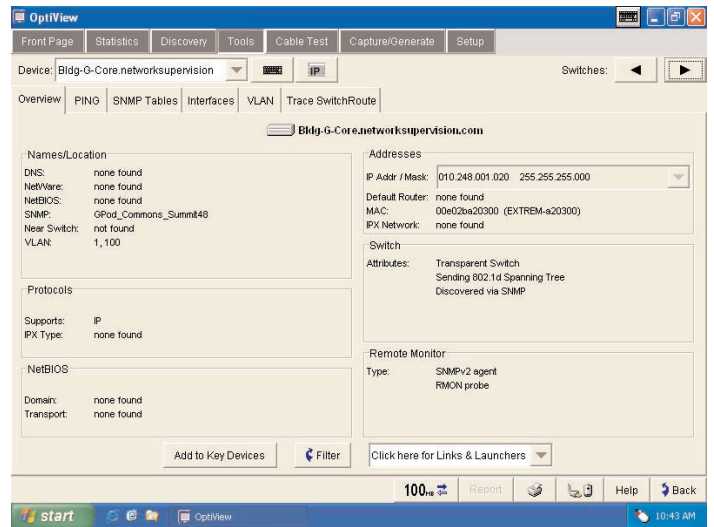 OptiView
Front Page Statistics Discovery Tools Cable Test Capture/Generate Setup
Device: Bldg-G-Core.networksupervision IP Switches:
Overview PING SNMP Tables Interfaces VLAN Trace SwitchRoute
Bldg-G-Core.networksupervision.com
Names/Location
DNS: none found
NetWare: none found
NetBIOS: none found
SNMP: GPod_Commons_Summit48
Near Switch: not found
VLAN: 1,100
Protocols
Supports: IP
IPX Type: none found
NetBIOS
Domain: none found
Transport: none found
Addresses
IP Addr / Mask: 010.248.001.020 255.255.255.000
Default Router: none found
MAC: 00e02ba20300 (EXTREM-a20300)
IPX Network: none found
Switch
Attributes: Transparent Switch
Sending 802.1d Spanning Tree
Discovered via SNMP
Remote Monitor
Type: SNMPv2 agent
RMON probe
Add to Key Devices Filter Click here for Links & Launchers
100MB Report Help Back
start OptiView 10:43 AM